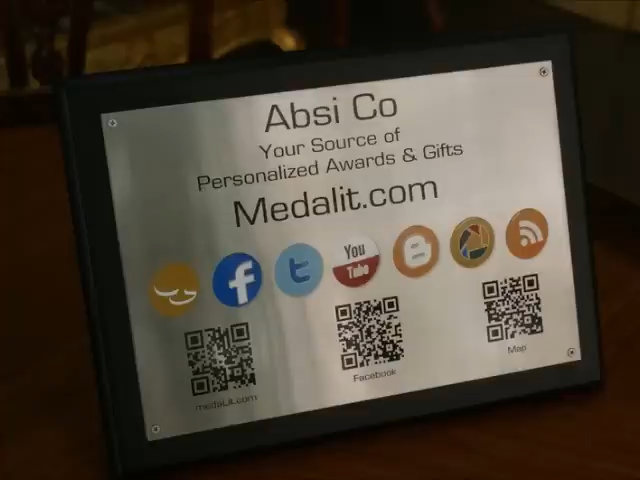 Absi Co
Your Source of
Personalized Awards & Gifts
Medalit.com
You
Tube
medaLit.com
Facebook
Map